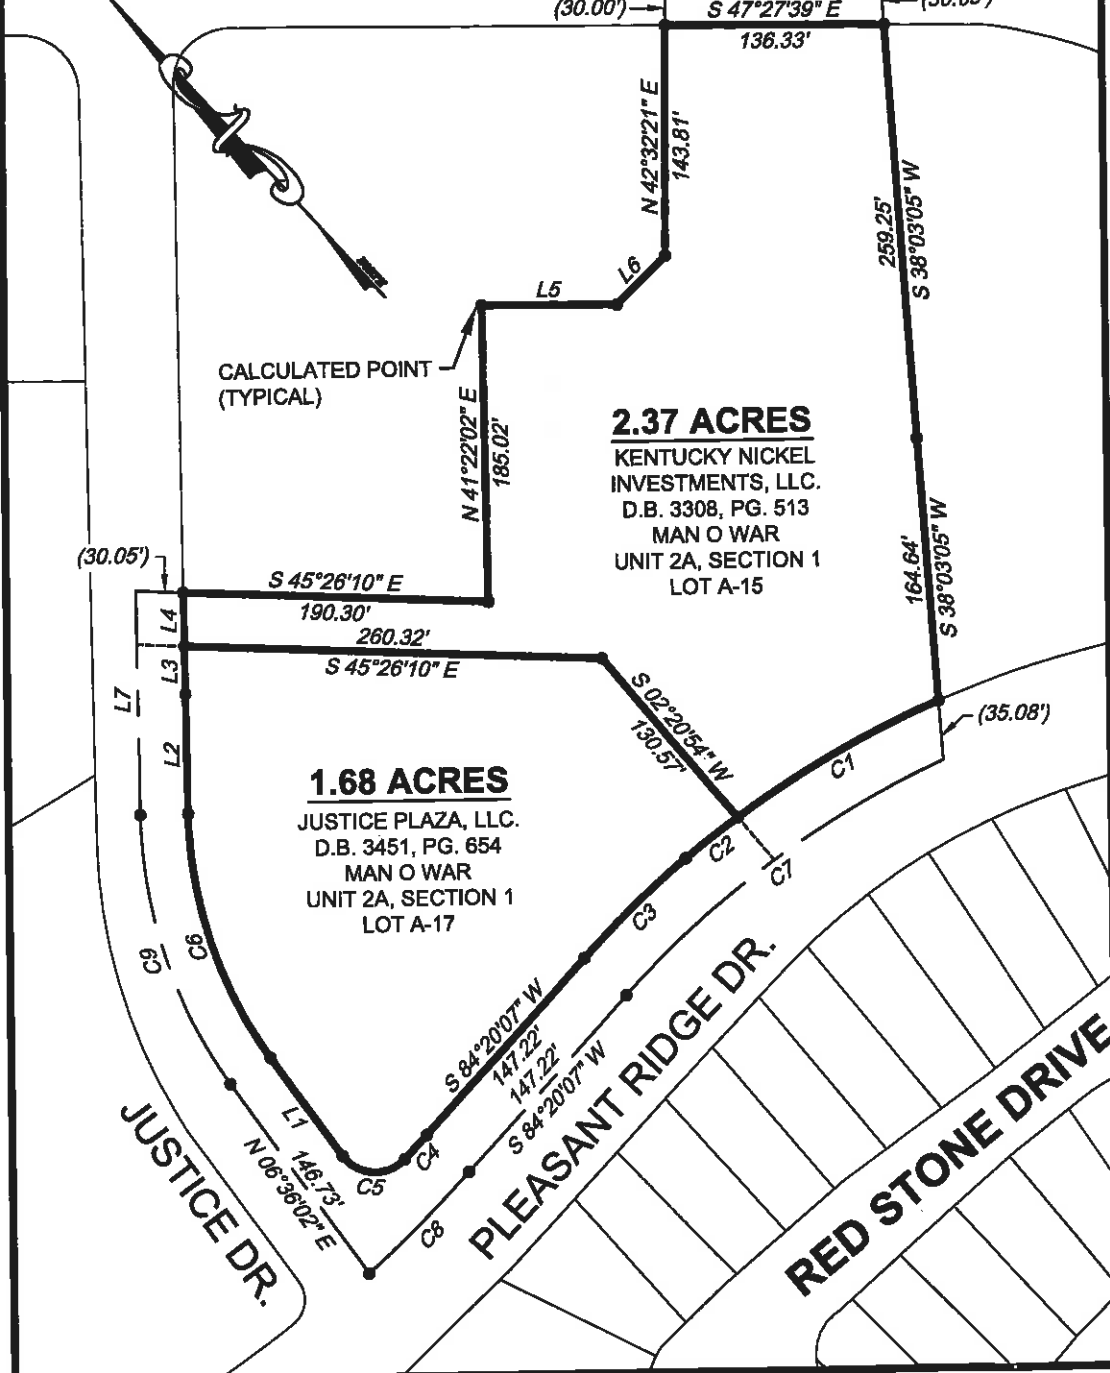 (30.00')
S 47°27'39" E
136.33'
N 42°32'21" E
143.81'
259.25'
S 38°03'05" W
L6
L5
CALCULATED POINT
(TYPICAL)
N 41°22'02" E
185.02'
2.37 ACRES
KENTUCKY NICKEL
INVESTMENTS, LLC.
D.B. 3308, PG. 513
MAN O WAR
UNIT 2A, SECTION 1
LOT A-15
164.64'
S 38°03'05" W
(30.05')
S 45°26'10" E
190.30'
L4
260.32'
S 45°26'10" E
L3
L7
L2
S 02°20'54" W
130.57'
(35.08')
C1
1.68 ACRES
JUSTICE PLAZA, LLC.
D.B. 3451, PG. 654
MAN O WAR
UNIT 2A, SECTION 1
LOT A-17
C2
C7
C3
C6
C9
S 84°20'07" W
147.22'
147.22'
S 84°20'07" W
L1
146.73'
N 06°36'02" E
C4
C5
C8
JUSTICE DR.
PLEASANT RIDGE DR.
RED STONE DRIVE